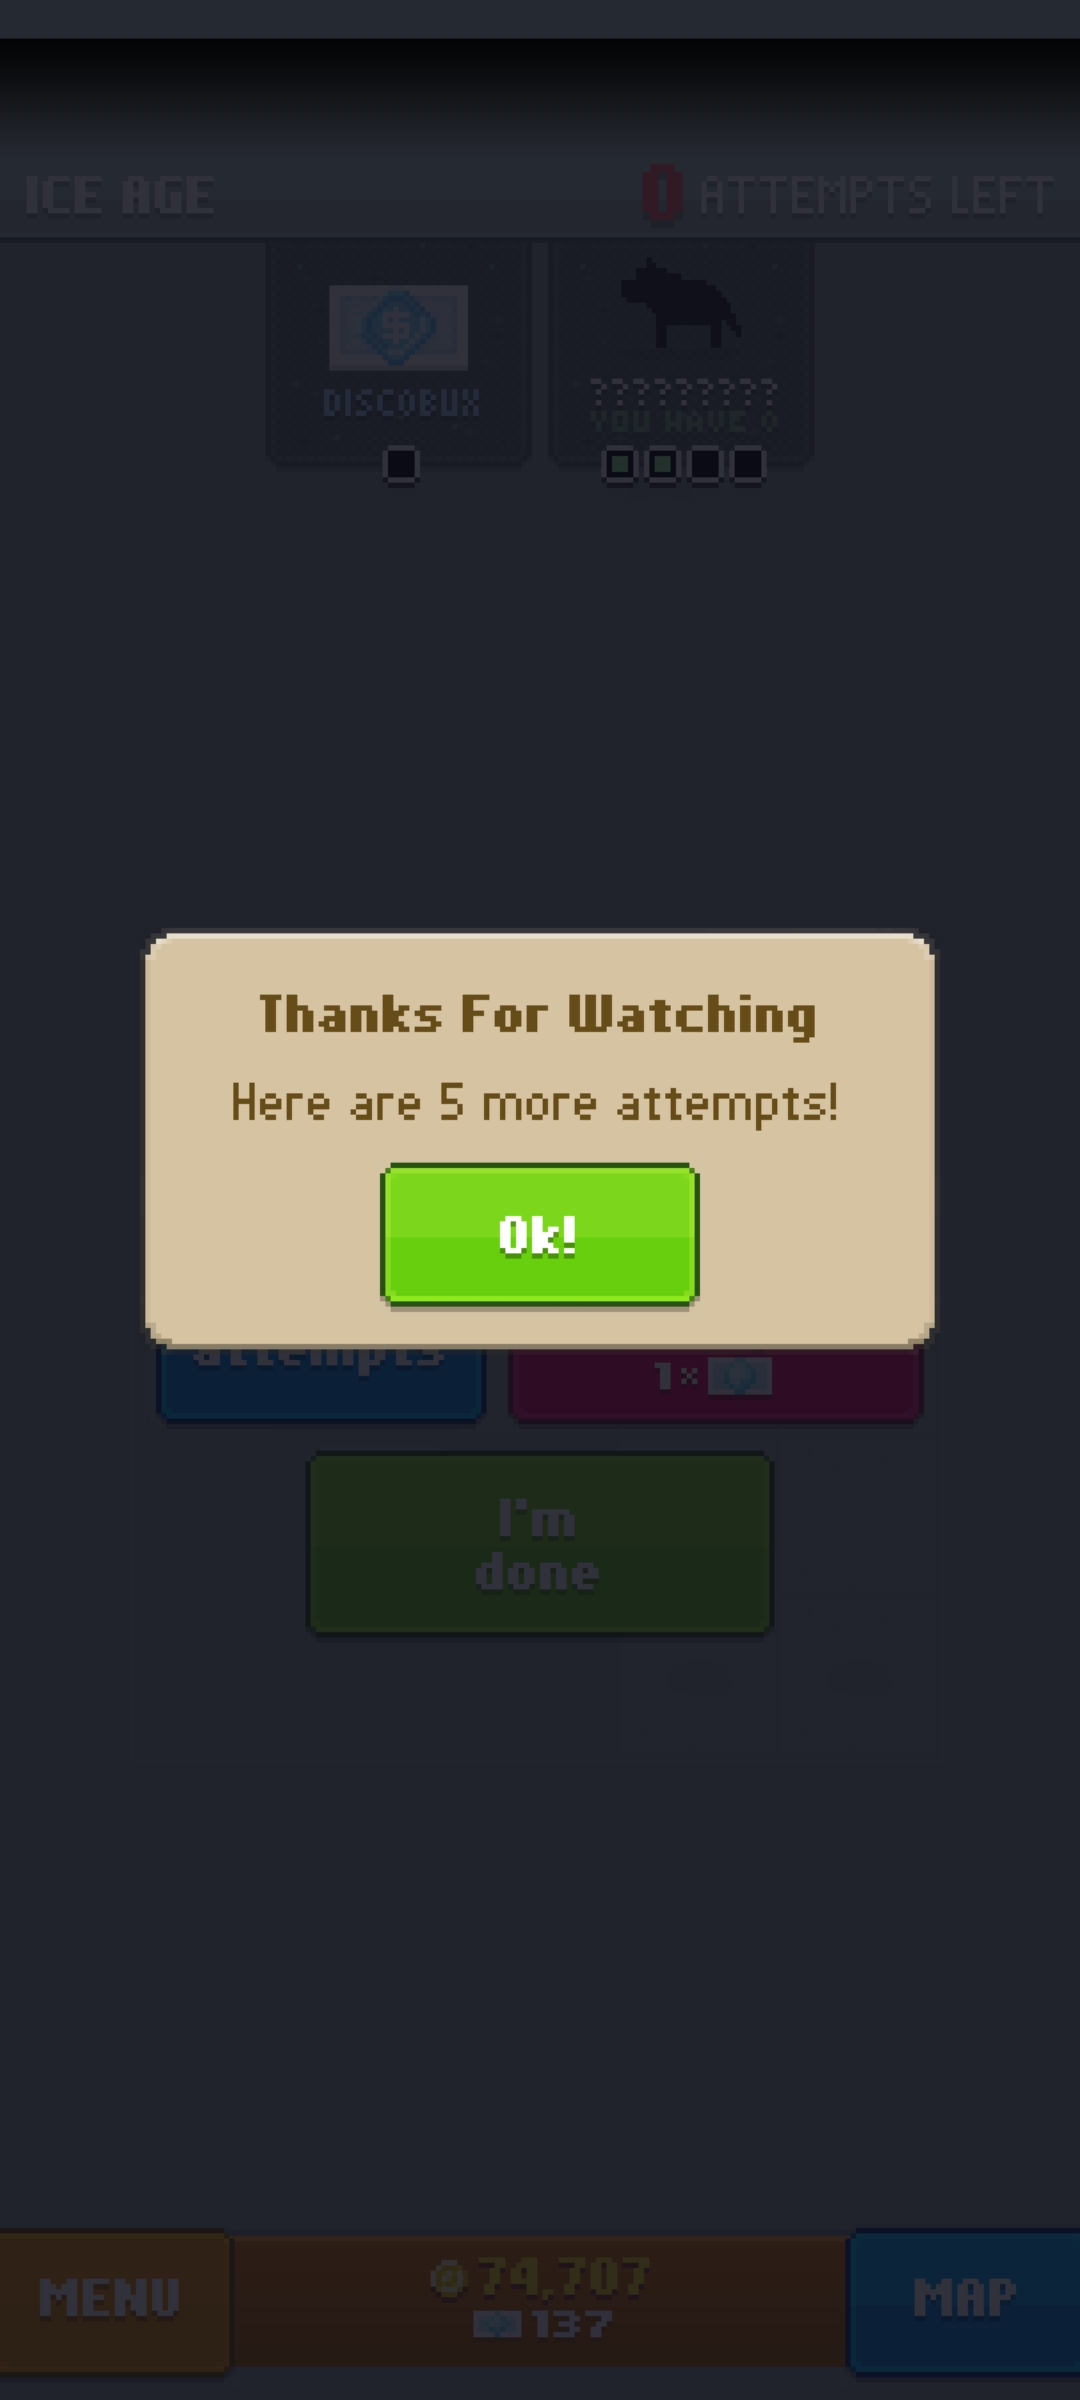 ICE AGE
0 ATTEMPTS LEFT
$
DISCOBUX
?????????
YOU HAVE 0
Thanks For Watching
Here are 5 more attempts!
Ok!
attempts
1×
I'm
done
MENU
74,707
137
MAP